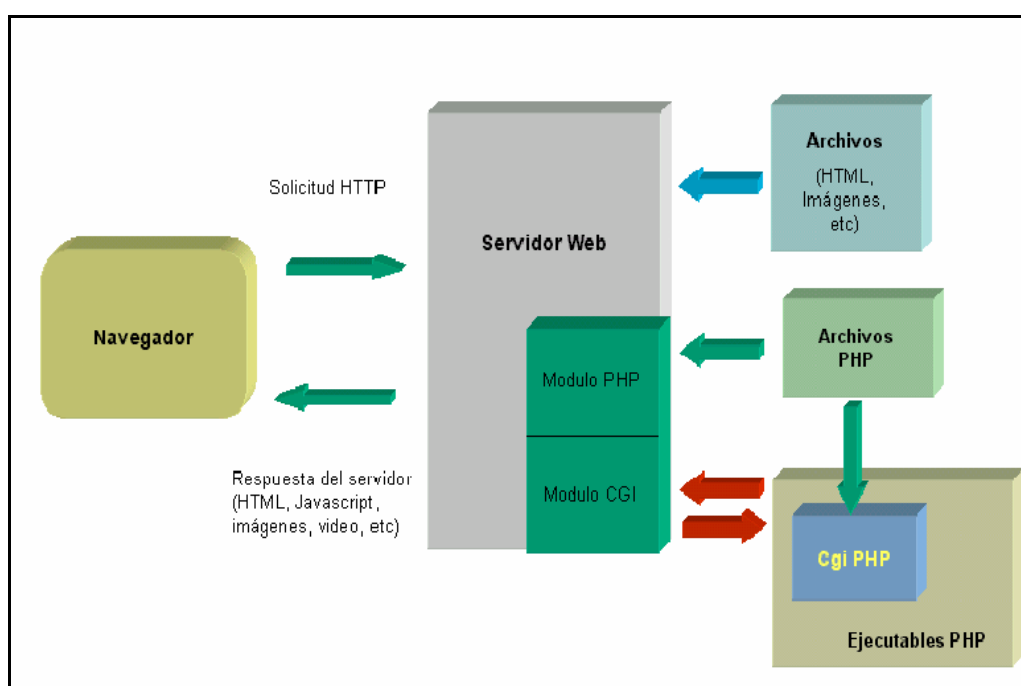 Solicitud HTTP
Navegador
Respuesta del servidor
(HTML, Javascript,
imágenes, video, etc)
Servidor Web
Modulo PHP
Modulo CGI
Archivos
(HTML,
Imágenes,
etc)
Archivos
PHP
Cgi PHP
Ejecutables PHP